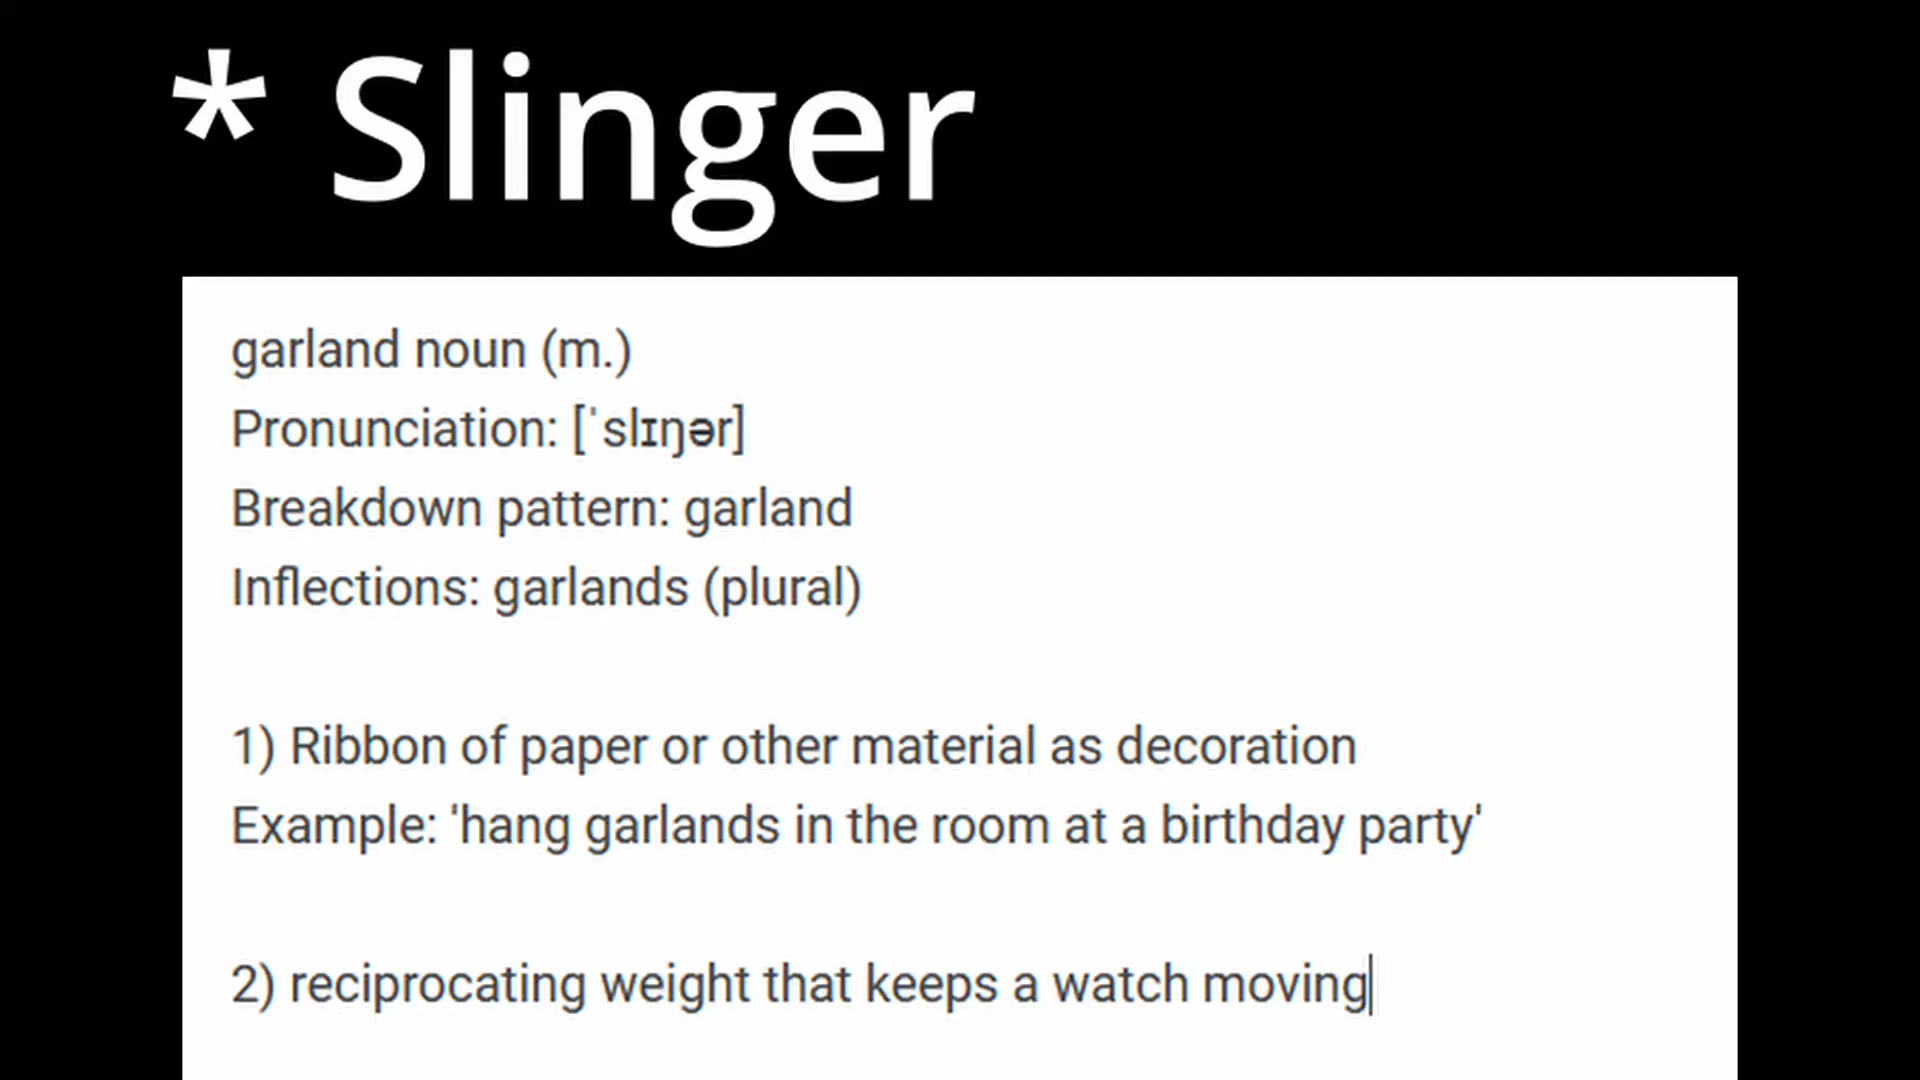 * Slinger
garland noun (m.)
Pronunciation: [ˈslɪŋər]
Breakdown pattern: garland
Inflections: garlands (plural)
1) Ribbon of paper or other material as decoration
Example: 'hang garlands in the room at a birthday party'
2) reciprocating weight that keeps a watch moving